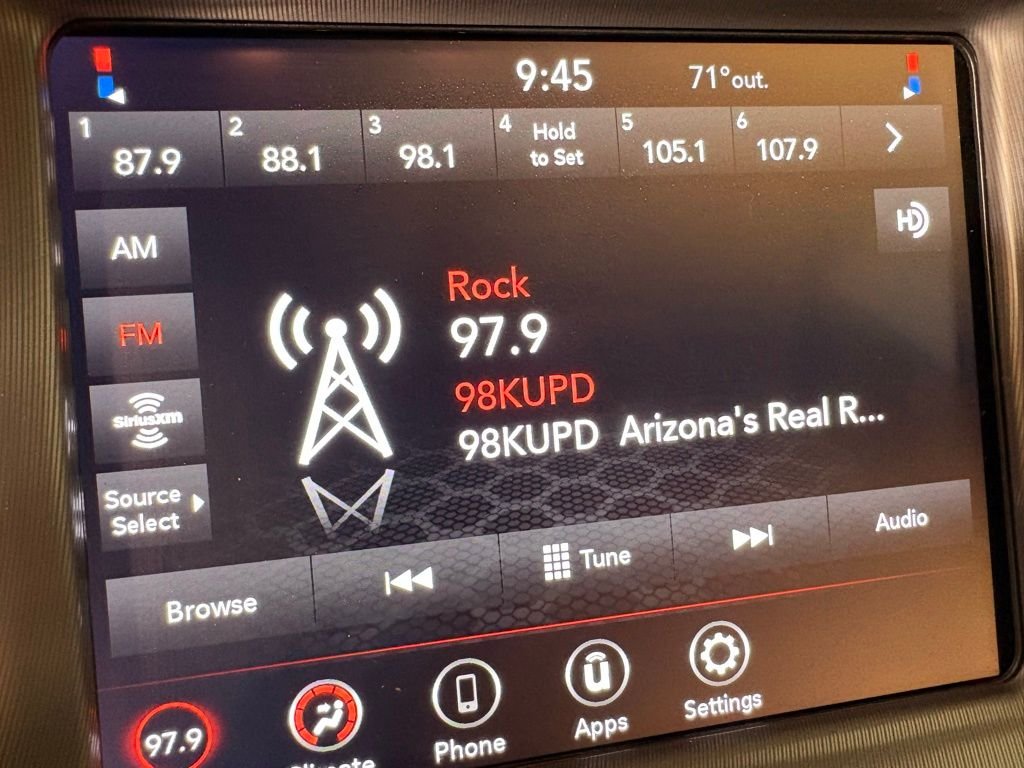 9:45 71°out.
1 87.9
2 88.1
3 98.1
4 Hold
to Set
5 105.1
6 107.9
HD
AM
FM
SiriusXM
Source
Select
Rock
97.9
98KUPD
98KUPD Arizona's Real R...
Browse
Tune
Audio
97.9
Climate
Phone
u
Apps
Settings